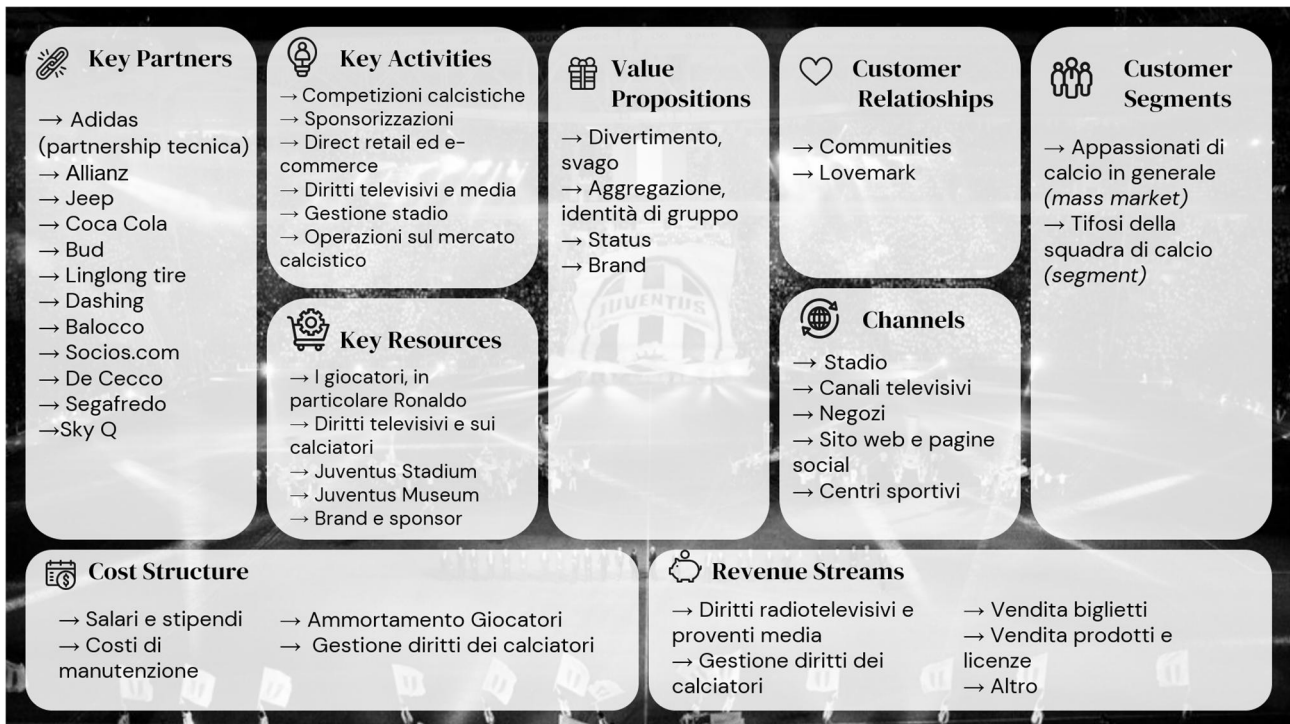 Key Partners
→ Adidas
(partnership tecnica)
→ Allianz
→ Jeep
→ Coca Cola
→ Bud
→ Linglong tire
→ Dashing
→ Balocco
→ Socios.com
→ De Cecco
→ Segafredo
→Sky Q
Key Activities
→ Competizioni calcistiche
→ Sponsorizzazioni
→ Direct retail ed e-
commerce
→ Diritti televisivi e media
→ Gestione stadio
→ Operazioni sul mercato
calcistico
Key Resources
→ I giocatori, in
particolare Ronaldo
→ Diritti televisivi e sui
calciatori
→ Juventus Stadium
→ Juventus Museum
→ Brand e sponsor
Value
Propositions
→ Divertimento,
svago
→ Aggregazione,
identità di gruppo
→ Status
→ Brand
JUVENTUS
Customer
Relatioships
→ Communities
→ Lovemark
Channels
→ Stadio
→ Canali televisivi
→ Negozi
→ Sito web e pagine
social
→ Centri sportivi
Customer
Segments
→ Appassionati di
calcio in generale
(mass market)
→ Tifosi della
squadra di calcio
(segment)
Cost Structure
→ Salari e stipendi
→ Costi di
manutenzione
→ Ammortamento Giocatori
→ Gestione diritti dei calciatori
Revenue Streams
→ Diritti radiotelevisivi e
proventi media
→ Gestione diritti dei
calciatori
→ Vendita biglietti
→ Vendita prodotti e
licenze
→ Altro